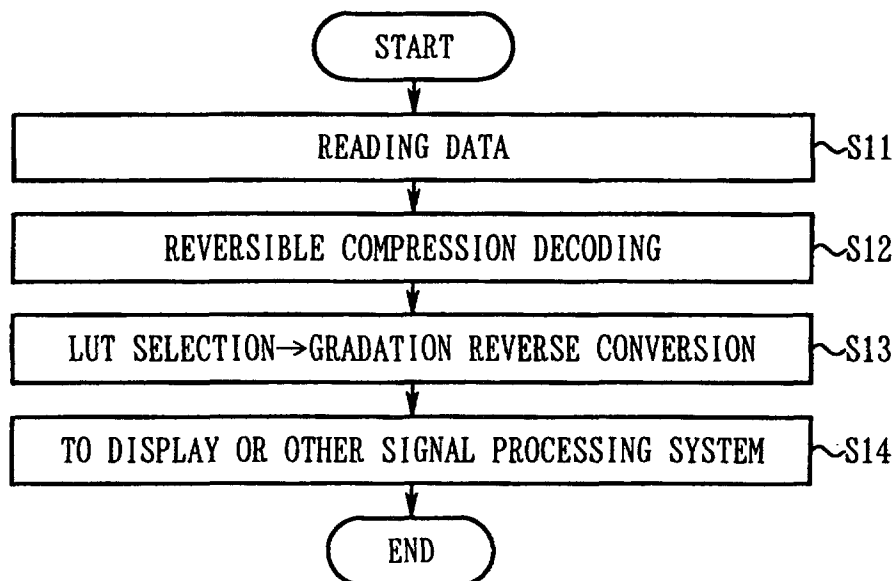 START
READING DATA
S11
REVERSIBLE COMPRESSION DECODING
S12
LUT SELECTION→GRADATION REVERSE CONVERSION
S13
TO DISPLAY OR OTHER SIGNAL PROCESSING SYSTEM
S14
END